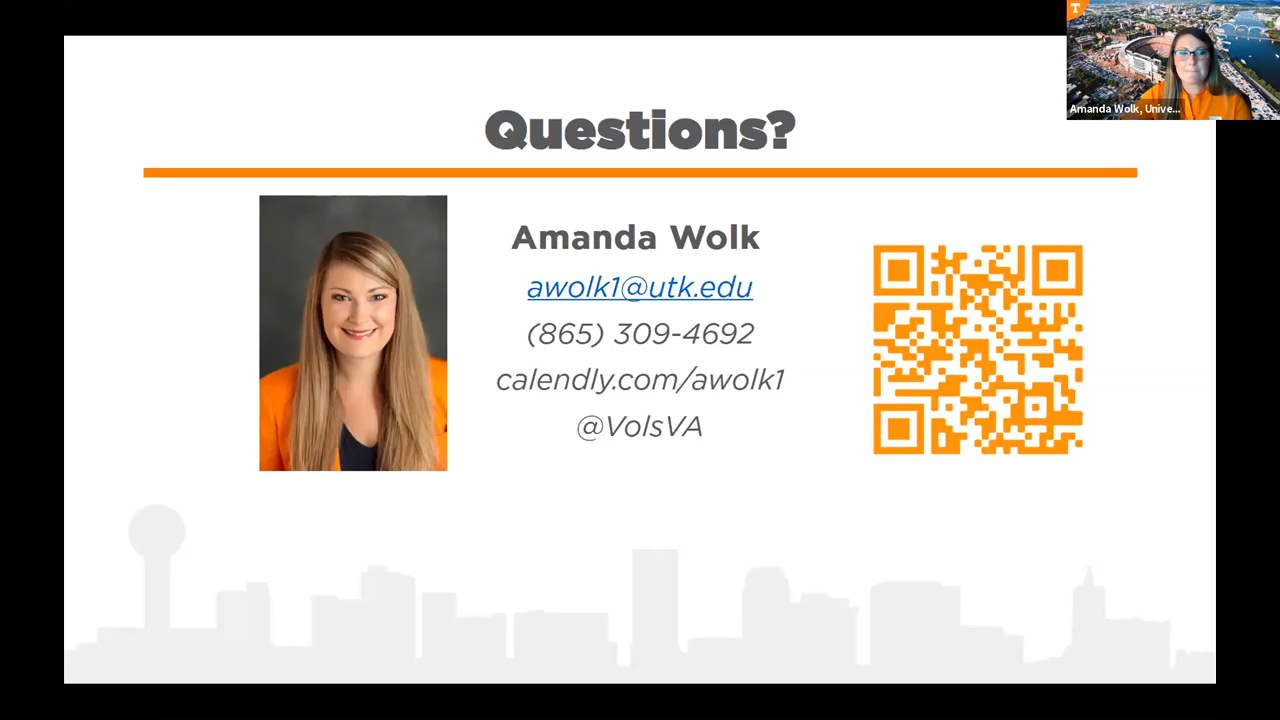 T
Amanda Wolk, Unive...
Questions?
Amanda Wolk
awolk1@utk.edu
(865) 309-4692
calendly.com/awolk1
@VolsVA